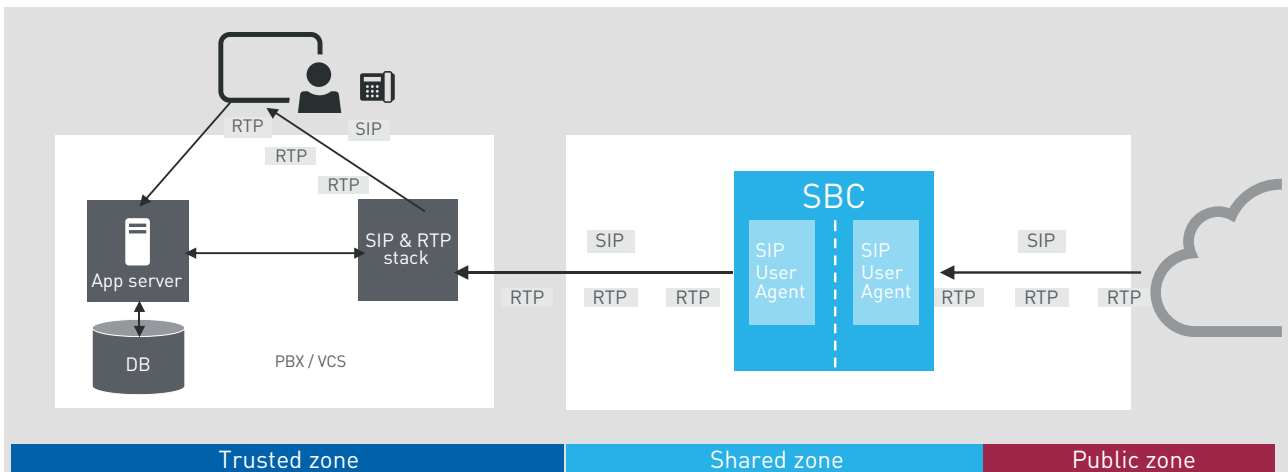 RTP
SIP
RTP
RTP
SBC
SIP & RTP
stack
App server
DB
PBX / VCS
SIP
RTP
RTP
RTP
SIP
User
Agent
SIP
User
Agent
SIP
RTP
RTP
RTP
Trusted zone
Shared zone
Public zone